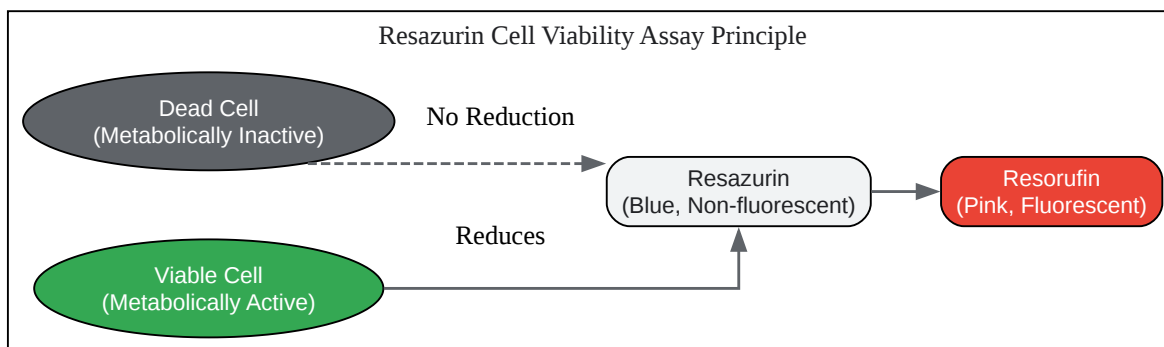 Resazurin Cell Viability Assay Principle
Dead Cell
(Metabolically Inactive)
No Reduction
Resazurin
(Blue, Non-fluorescent)
Resorufin
(Pink, Fluorescent)
Reduces
Viable Cell
(Metabolically Active)